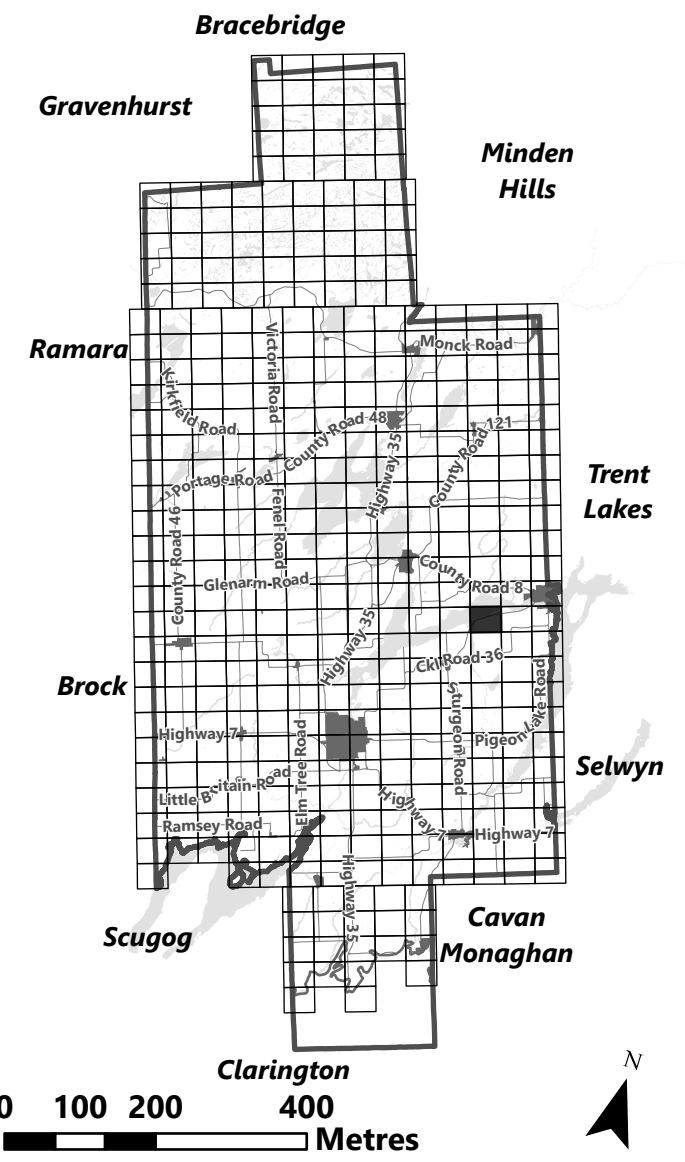 Bracebridge
Gravenhurst
Minden
Hills
Ramara
Victoria Road
Monck Road
Kirkfield Road
County Road 48
Highway 35
County Road 121
Portage Road
Trent
Lakes
County Road 46
Fenel Road
Glenarm Road
County Road 8
Highway 35
Ckl Road 36
Brock
Sturgeon Road
Pigeon Lake Road
Highway 7
Elm Tree Road
Selwyn
Little Britain Road
Highway 7
Ramsey Road
Highway 7
Highway 35
Scugog
Cavan
Monaghan
Clarington
N
0 100 200 400
Metres